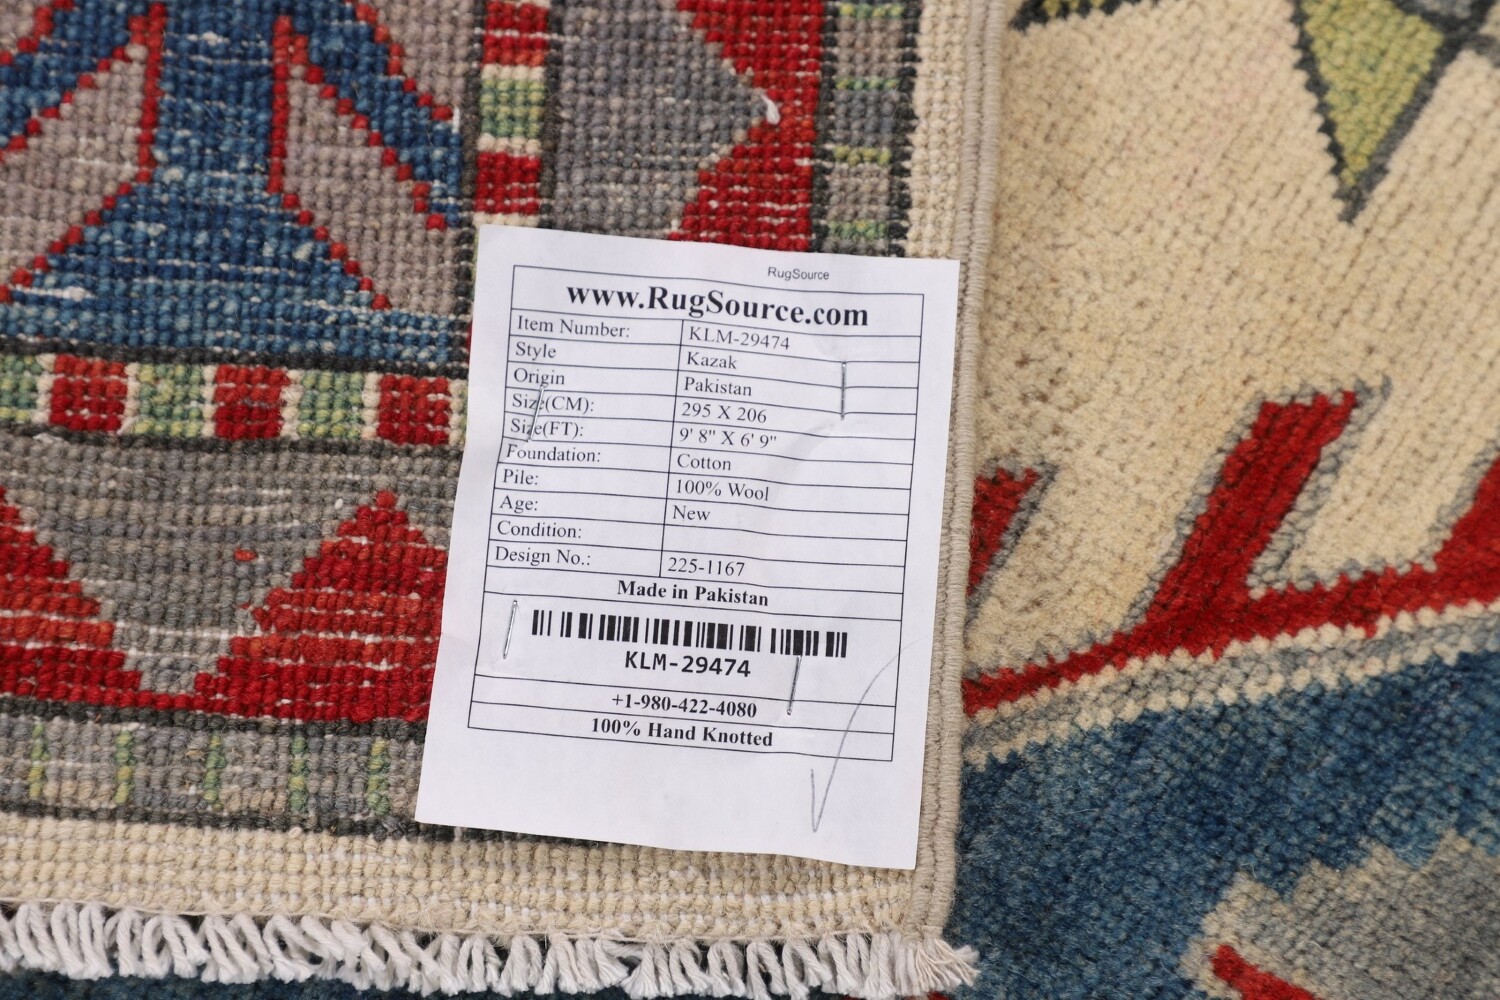 RugSource
www.RugSource.com
Item Number: KLM-29474
Style Kazak
Origin Pakistan
Size(CM): 295 X 206
Size(FT): 9' 8" X 6' 9"
Foundation: Cotton
Pile: 100% Wool
Age: New
Condition:
Design No.: 225-1167
Made in Pakistan
KLM-29474
+1-980-422-4080
100% Hand Knotted